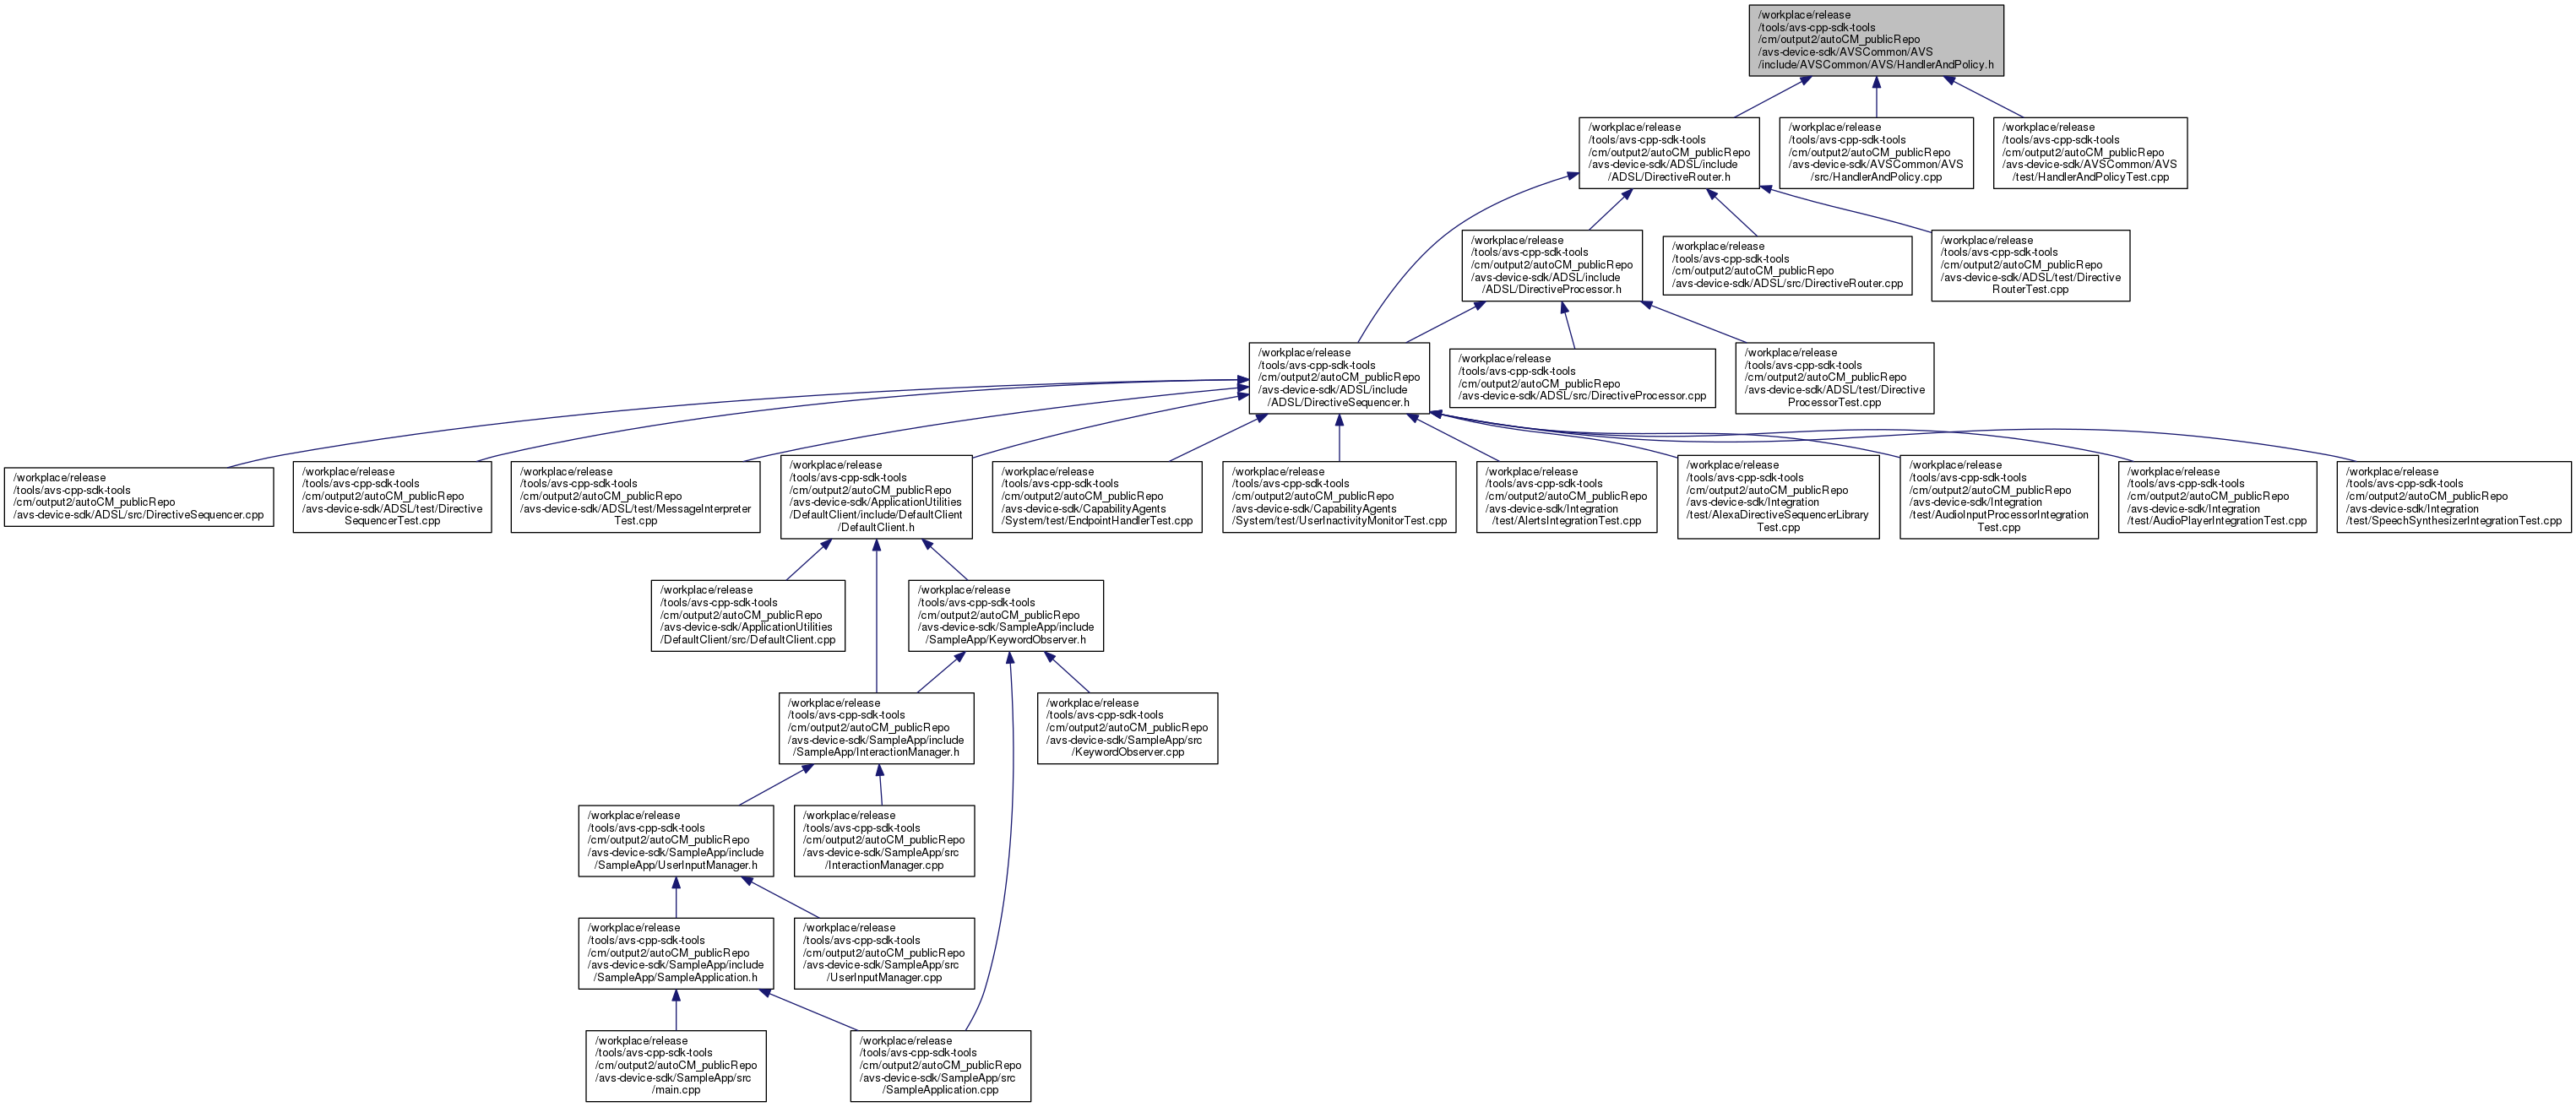 /workplace/release
/tools/avs-cpp-sdk-tools
/cm/output2/autoCM_publicRepo
/avs-device-sdk/AVSCommon/AVS
/include/AVSCommon/AVS/HandlerAndPolicy.h
/workplace/release
/tools/avs-cpp-sdk-tools
/cm/output2/autoCM_publicRepo
/avs-device-sdk/ADSL/include
/ADSL/DirectiveRouter.h
/workplace/release
/tools/avs-cpp-sdk-tools
/cm/output2/autoCM_publicRepo
/avs-device-sdk/AVSCommon/AVS
/src/HandlerAndPolicy.cpp
/workplace/release
/tools/avs-cpp-sdk-tools
/cm/output2/autoCM_publicRepo
/avs-device-sdk/AVSCommon/AVS
/test/HandlerAndPolicyTest.cpp
/workplace/release
/tools/avs-cpp-sdk-tools
/cm/output2/autoCM_publicRepo
/avs-device-sdk/ADSL/include
/ADSL/DirectiveProcessor.h
/workplace/release
/tools/avs-cpp-sdk-tools
/cm/output2/autoCM_publicRepo
/avs-device-sdk/ADSL/src/DirectiveRouter.cpp
/workplace/release
/tools/avs-cpp-sdk-tools
/cm/output2/autoCM_publicRepo
/avs-device-sdk/ADSL/test/Directive
RouterTest.cpp
/workplace/release
/tools/avs-cpp-sdk-tools
/cm/output2/autoCM_publicRepo
/avs-device-sdk/ADSL/include
/ADSL/DirectiveSequencer.h
/workplace/release
/tools/avs-cpp-sdk-tools
/cm/output2/autoCM_publicRepo
/avs-device-sdk/ADSL/src/DirectiveProcessor.cpp
/workplace/release
/tools/avs-cpp-sdk-tools
/cm/output2/autoCM_publicRepo
/avs-device-sdk/ADSL/test/Directive
ProcessorTest.cpp
/workplace/release
/tools/avs-cpp-sdk-tools
/cm/output2/autoCM_publicRepo
/avs-device-sdk/ADSL/src/DirectiveSequencer.cpp
/workplace/release
/tools/avs-cpp-sdk-tools
/cm/output2/autoCM_publicRepo
/avs-device-sdk/ADSL/test/Directive
SequencerTest.cpp
/workplace/release
/tools/avs-cpp-sdk-tools
/cm/output2/autoCM_publicRepo
/avs-device-sdk/ADSL/test/MessageInterpreter
Test.cpp
/workplace/release
/tools/avs-cpp-sdk-tools
/cm/output2/autoCM_publicRepo
/avs-device-sdk/ApplicationUtilities
/DefaultClient/include/DefaultClient
/DefaultClient.h
/workplace/release
/tools/avs-cpp-sdk-tools
/cm/output2/autoCM_publicRepo
/avs-device-sdk/CapabilityAgents
/System/test/EndpointHandlerTest.cpp
/workplace/release
/tools/avs-cpp-sdk-tools
/cm/output2/autoCM_publicRepo
/avs-device-sdk/CapabilityAgents
/System/test/UserInactivityMonitorTest.cpp
/workplace/release
/tools/avs-cpp-sdk-tools
/cm/output2/autoCM_publicRepo
/avs-device-sdk/Integration
/test/AlertsIntegrationTest.cpp
/workplace/release
/tools/avs-cpp-sdk-tools
/cm/output2/autoCM_publicRepo
/avs-device-sdk/Integration
/test/AlexaDirectiveSequencerLibrary
Test.cpp
/workplace/release
/tools/avs-cpp-sdk-tools
/cm/output2/autoCM_publicRepo
/avs-device-sdk/Integration
/test/AudioInputProcessorIntegration
Test.cpp
/workplace/release
/tools/avs-cpp-sdk-tools
/cm/output2/autoCM_publicRepo
/avs-device-sdk/Integration
/test/AudioPlayerIntegrationTest.cpp
/workplace/release
/tools/avs-cpp-sdk-tools
/cm/output2/autoCM_publicRepo
/avs-device-sdk/Integration
/test/SpeechSynthesizerIntegrationTest.cpp
/workplace/release
/tools/avs-cpp-sdk-tools
/cm/output2/autoCM_publicRepo
/avs-device-sdk/ApplicationUtilities
/DefaultClient/src/DefaultClient.cpp
/workplace/release
/tools/avs-cpp-sdk-tools
/cm/output2/autoCM_publicRepo
/avs-device-sdk/SampleApp/include
/SampleApp/KeywordObserver.h
/workplace/release
/tools/avs-cpp-sdk-tools
/cm/output2/autoCM_publicRepo
/avs-device-sdk/SampleApp/include
/SampleApp/InteractionManager.h
/workplace/release
/tools/avs-cpp-sdk-tools
/cm/output2/autoCM_publicRepo
/avs-device-sdk/SampleApp/src
/KeywordObserver.cpp
/workplace/release
/tools/avs-cpp-sdk-tools
/cm/output2/autoCM_publicRepo
/avs-device-sdk/SampleApp/include
/SampleApp/UserInputManager.h
/workplace/release
/tools/avs-cpp-sdk-tools
/cm/output2/autoCM_publicRepo
/avs-device-sdk/SampleApp/src
/InteractionManager.cpp
/workplace/release
/tools/avs-cpp-sdk-tools
/cm/output2/autoCM_publicRepo
/avs-device-sdk/SampleApp/include
/SampleApp/SampleApplication.h
/workplace/release
/tools/avs-cpp-sdk-tools
/cm/output2/autoCM_publicRepo
/avs-device-sdk/SampleApp/src
/UserInputManager.cpp
/workplace/release
/tools/avs-cpp-sdk-tools
/cm/output2/autoCM_publicRepo
/avs-device-sdk/SampleApp/src
/main.cpp
/workplace/release
/tools/avs-cpp-sdk-tools
/cm/output2/autoCM_publicRepo
/avs-device-sdk/SampleApp/src
/SampleApplication.cpp